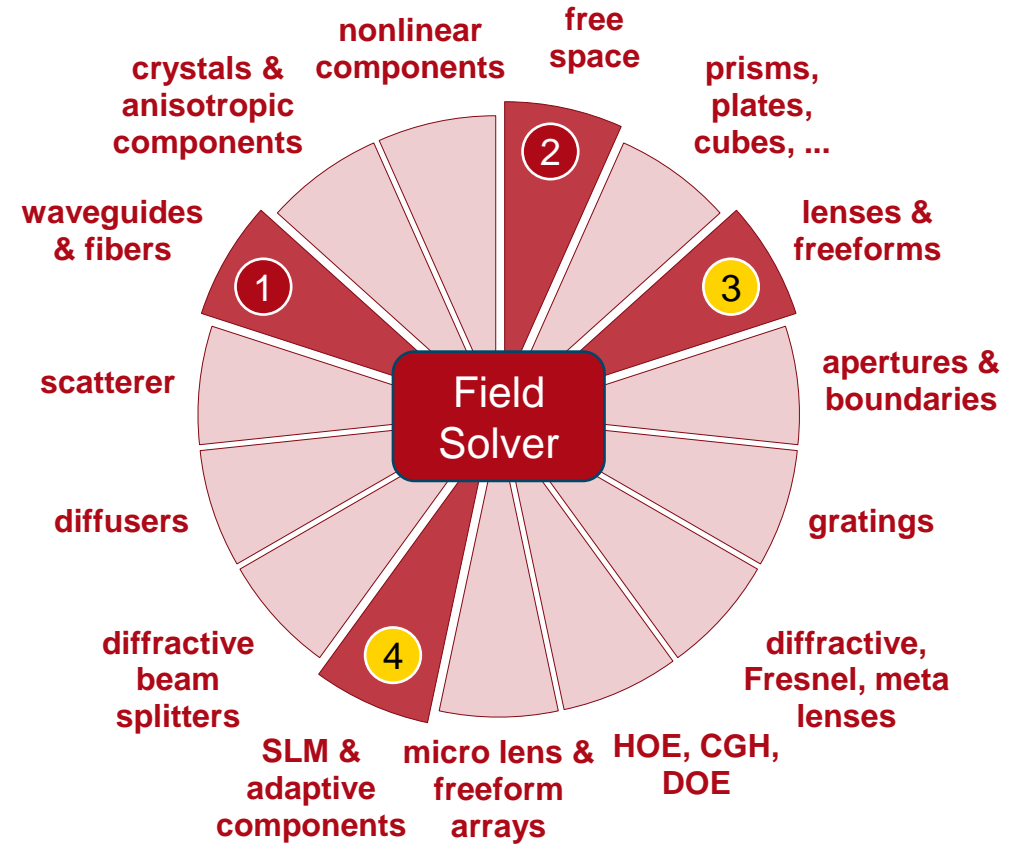 free
space
prisms,
plates,
cubes, ...
lenses &
freeforms
apertures &
boundaries
gratings
diffractive,
Fresnel, meta
lenses
HOE, CGH,
DOE
micro lens &
freeform
arrays
SLM &
adaptive
components
diffractive
beam
splitters
diffusers
scatterer
waveguides
& fibers
crystals &
anisotropic
components
nonlinear
components
2
1
3
Field
Solver
4